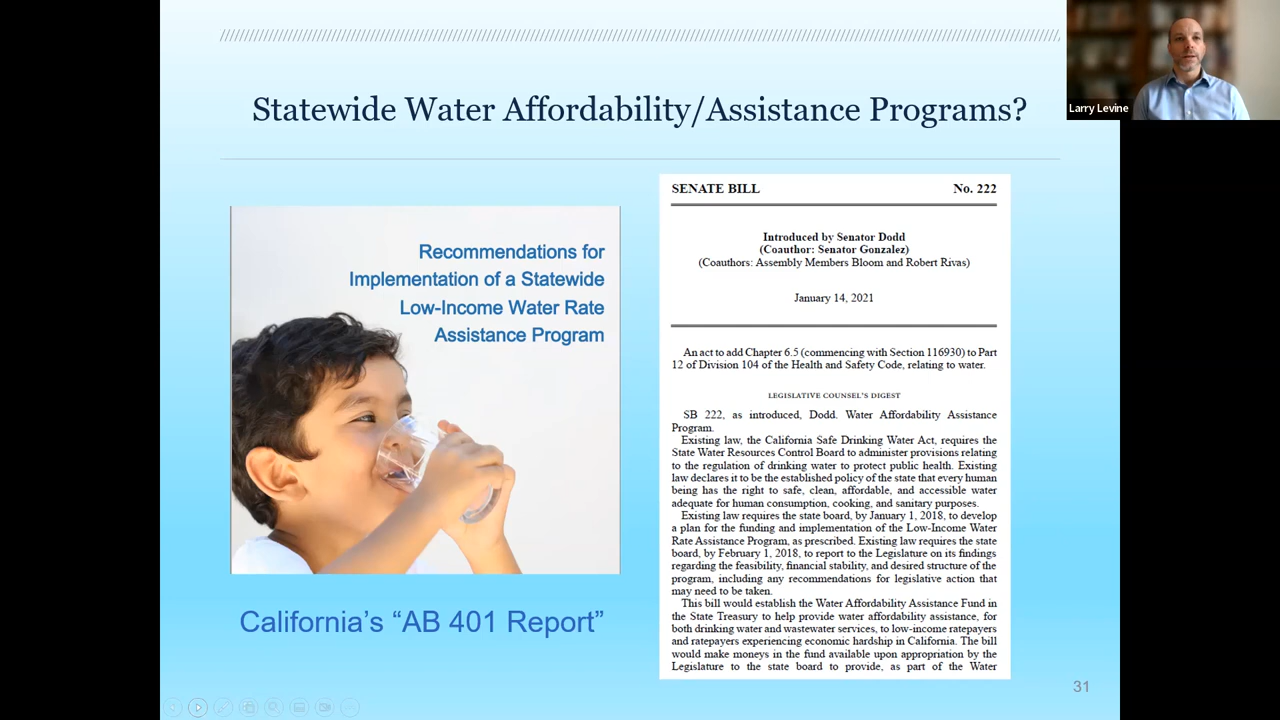 Statewide Water Affordability/Assistance Programs?
Larry Levine
Recommendations for
Implementation of a Statewide
Low-Income Water Rate
Assistance Program
California's “AB 401 Report”
SENATE BILL No. 222
Introduced by Senator Dodd
(Coauthor: Senator Gonzalez)
(Coauthors: Assembly Members Bloom and Robert Rivas)
January 14, 2021
An act to add Chapter 6.5 (commencing with Section 116930) to Part
12 of Division 104 of the Health and Safety Code, relating to water.
LEGISLATIVE COUNSEL'S DIGEST
SB 222, as introduced, Dodd. Water Affordability Assistance
Program.
Existing law, the California Safe Drinking Water Act, requires the
State Water Resources Control Board to administer provisions relating
to the regulation of drinking water to protect public health. Existing
law declares it to be the established policy of the state that every human
being has the right to safe, clean, affordable, and accessible water
adequate for human consumption, cooking, and sanitary purposes.
Existing law requires the state board, by January 1, 2018, to develop
a plan for the funding and implementation of the Low-Income Water
Rate Assistance Program, as prescribed. Existing law requires the state
board, by February 1, 2018, to report to the Legislature on its findings
regarding the feasibility, financial stability, and desired structure of the
program, including any recommendations for legislative action that
may need to be taken.
This bill would establish the Water Affordability Assistance Fund in
the State Treasury to help provide water affordability assistance, for
both drinking water and wastewater services, to low-income ratepayers
and ratepayers experiencing economic hardship in California. The bill
would make moneys in the fund available upon appropriation by the
Legislature to the state board to provide, as part of the Water
31